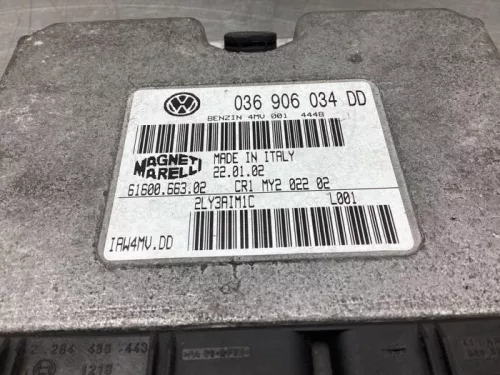 036 906 034 DD
BENZIN 4MV 001 4448
MAGNETI
MARELLI
MADE IN ITALY
22.01.02
61600.663.02 CR1 MY2 022 02
2LY3AIM1C L001
IAW4MV.DD